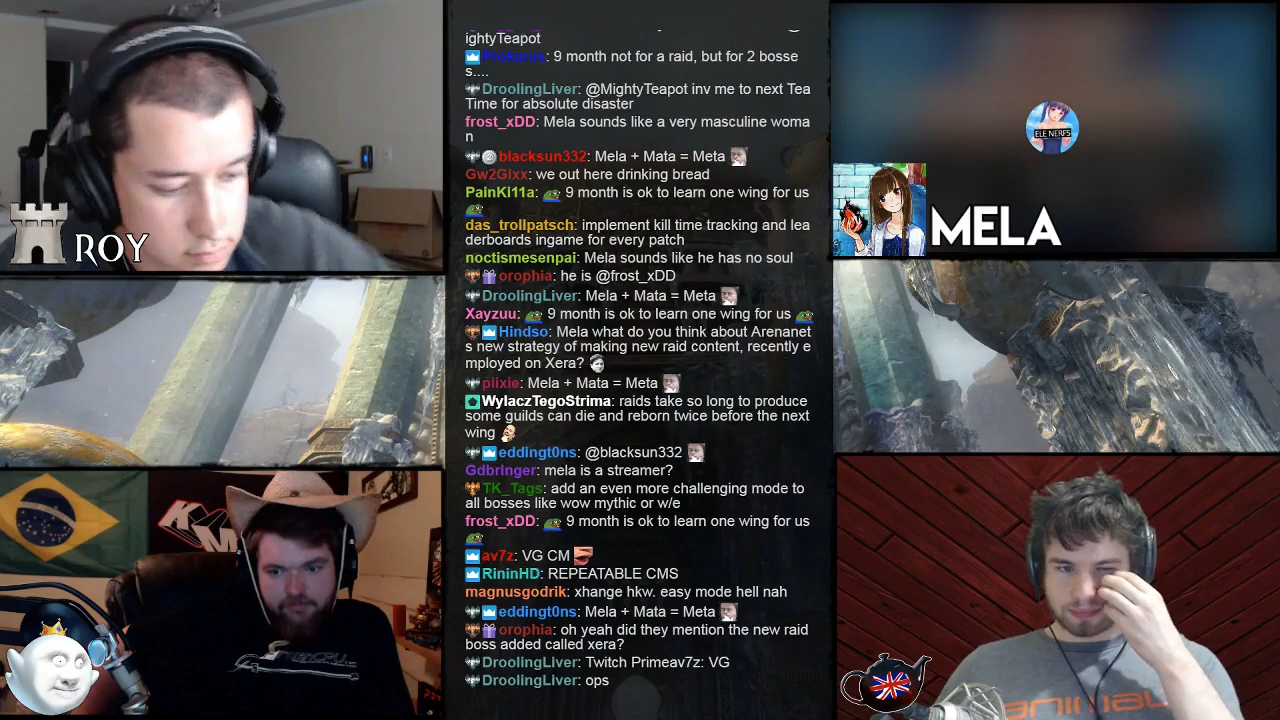 ightyTeapot
Prokarus: 9 month not for a raid, but for 2 bosse
s....
DroolingLiver: @MightyTeapot inv me to next Tea
Time for absolute disaster
frost_xDD: Mela sounds like a very masculine woma
n
blacksun332: Mela + Mata = Meta
Gw2Gixx: we out here drinking bread
PainKl11a: 9 month is ok to learn one wing for us
das_trollpatsch: implement kill time tracking and lea
derboards ingame for every patch
noctismesenpai: Mela sounds like he has no soul
orophia: he is @frost_xDD
DroolingLiver: Mela + Mata = Meta
Xayzuu: 9 month is ok to learn one wing for us
Hindso: Mela what do you think about Arenanet
s new strategy of making new raid content, recently e
mployed on Xera?
piixie: Mela + Mata = Meta
WylaczTegoStrima: raids take so long to produce
some guilds can die and reborn twice before the next
wing
eddingt0ns: @blacksun332
Gdbringer: mela is a streamer?
TK_Tags: add an even more challenging mode to
all bosses like wow mythic or w/e
frost_xDD: 9 month is ok to learn one wing for us
av7z: VG CM
RininHD: REPEATABLE CMS
magnusgodrik: xhange hkw. easy mode hell nah
eddingt0ns: Mela + Mata = Meta
orophia: oh yeah did they mention the new raid
boss added called xera?
DroolingLiver: Twitch Primeav7z: VG
DroolingLiver: ops
ROY
ELE NERFS
MELA
KM
ANIMAL